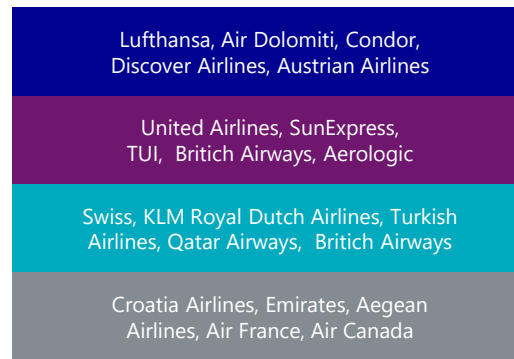 Lufthansa, Air Dolomiti, Condor,
Discover Airlines, Austrian Airlines
United Airlines, SunExpress,
TUI,  Britich Airways, Aerologic
Swiss, KLM Royal Dutch Airlines, Turkish
Airlines, Qatar Airways,  Britich Airways
Croatia Airlines, Emirates, Aegean
Airlines, Air France, Air Canada